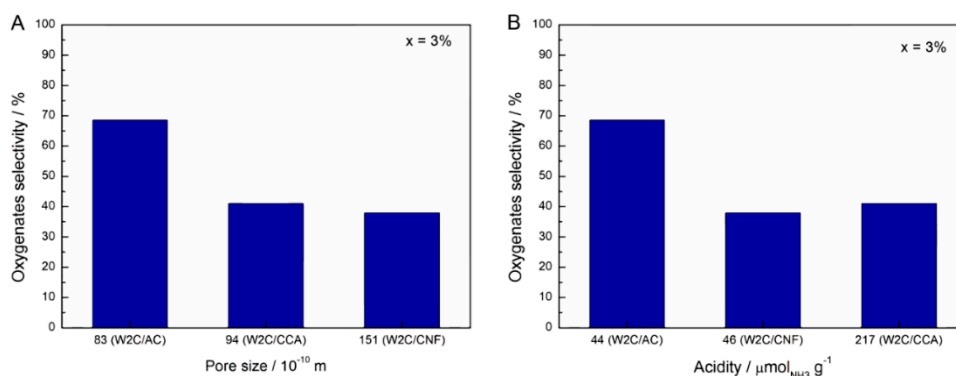 A
x = 3%
Oxygenates selectivity / %
100
90
80
70
60
50
40
30
20
10
0
83 (W2C/AC) 94 (W2C/CCA) 151 (W2C/CNF)
Pore size / 10⁻¹⁰ m
B
x = 3%
Oxygenates selectivity / %
100
90
80
70
60
50
40
30
20
10
0
44 (W2C/AC) 46 (W2C/CNF) 217 (W2C/CCA)
Acidity / μmol_NH3 g⁻¹